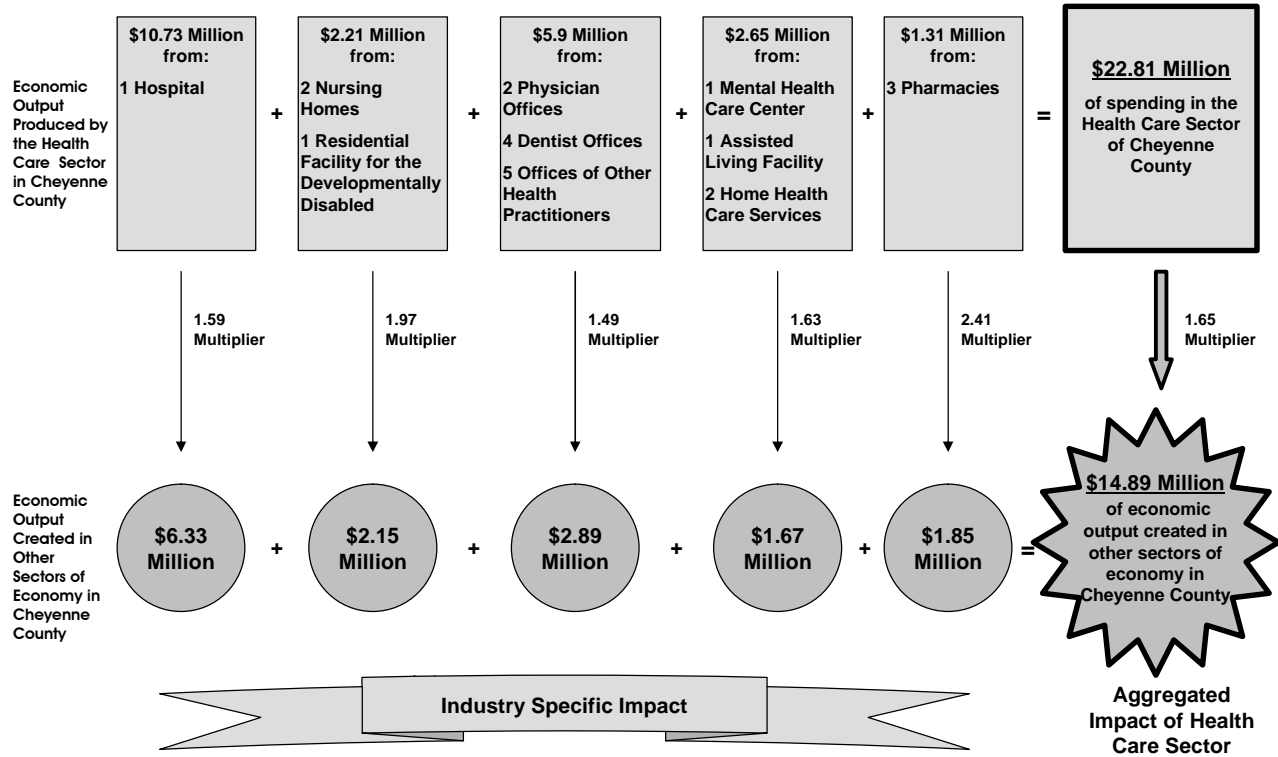 Economic
Output
Produced by
the Health
Care Sector
in Cheyenne
County
$10.73 Million
from:
1 Hospital
+
$2.21 Million
from:
2 Nursing
Homes
1 Residential
Facility for the
Developmentally
Disabled
+
$5.9 Million
from:
2 Physician
Offices
4 Dentist Offices
5 Offices of Other
Health
Practitioners
+
$2.65 Million
from:
1 Mental Health
Care Center
1 Assisted
Living Facility
2 Home Health
Care Services
+
$1.31 Million
from:
3 Pharmacies
=
$22.81 Million
of spending in the
Health Care Sector
of Cheyenne
County
1.59
Multiplier
1.97
Multiplier
1.49
Multiplier
1.63
Multiplier
2.41
Multiplier
1.65
Multiplier
Economic
Output
Created in
Other
Sectors of
Economy in
Cheyenne
County
$6.33
Million
+
$2.15
Million
+
$2.89
Million
+
$1.67
Million
+
$1.85
Million
=
$14.89 Million
of economic
output created in
other sectors of
economy in
Cheyenne County
Industry Specific Impact
Aggregated
Impact of Health
Care Sector